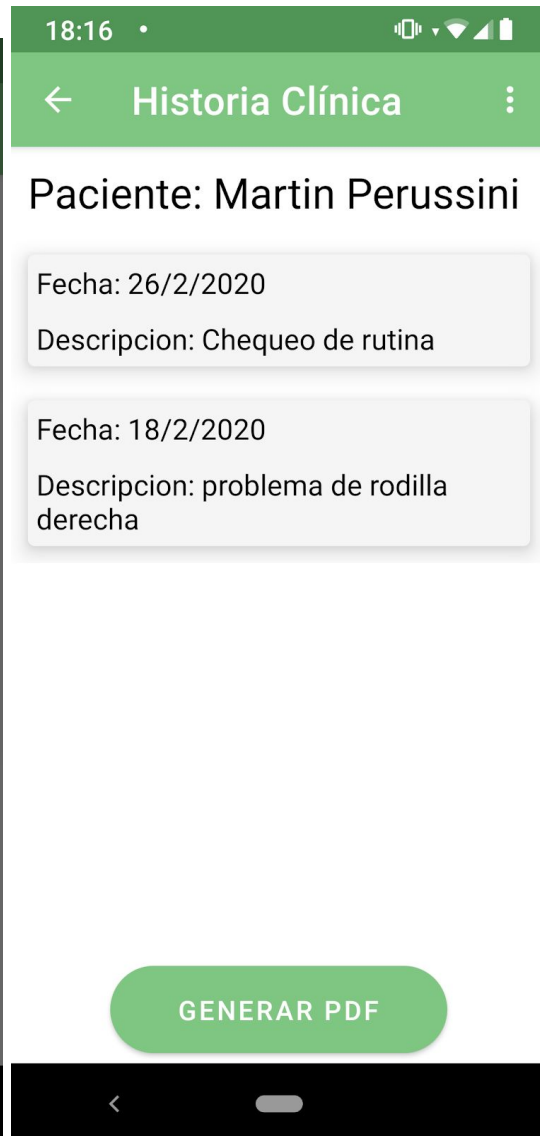 18:16
Historia Clínica
Paciente: Martin Perussini
Fecha: 26/2/2020
Descripcion: Chequeo de rutina
Fecha: 18/2/2020
Descripcion: problema de rodilla
derecha
GENERAR PDF